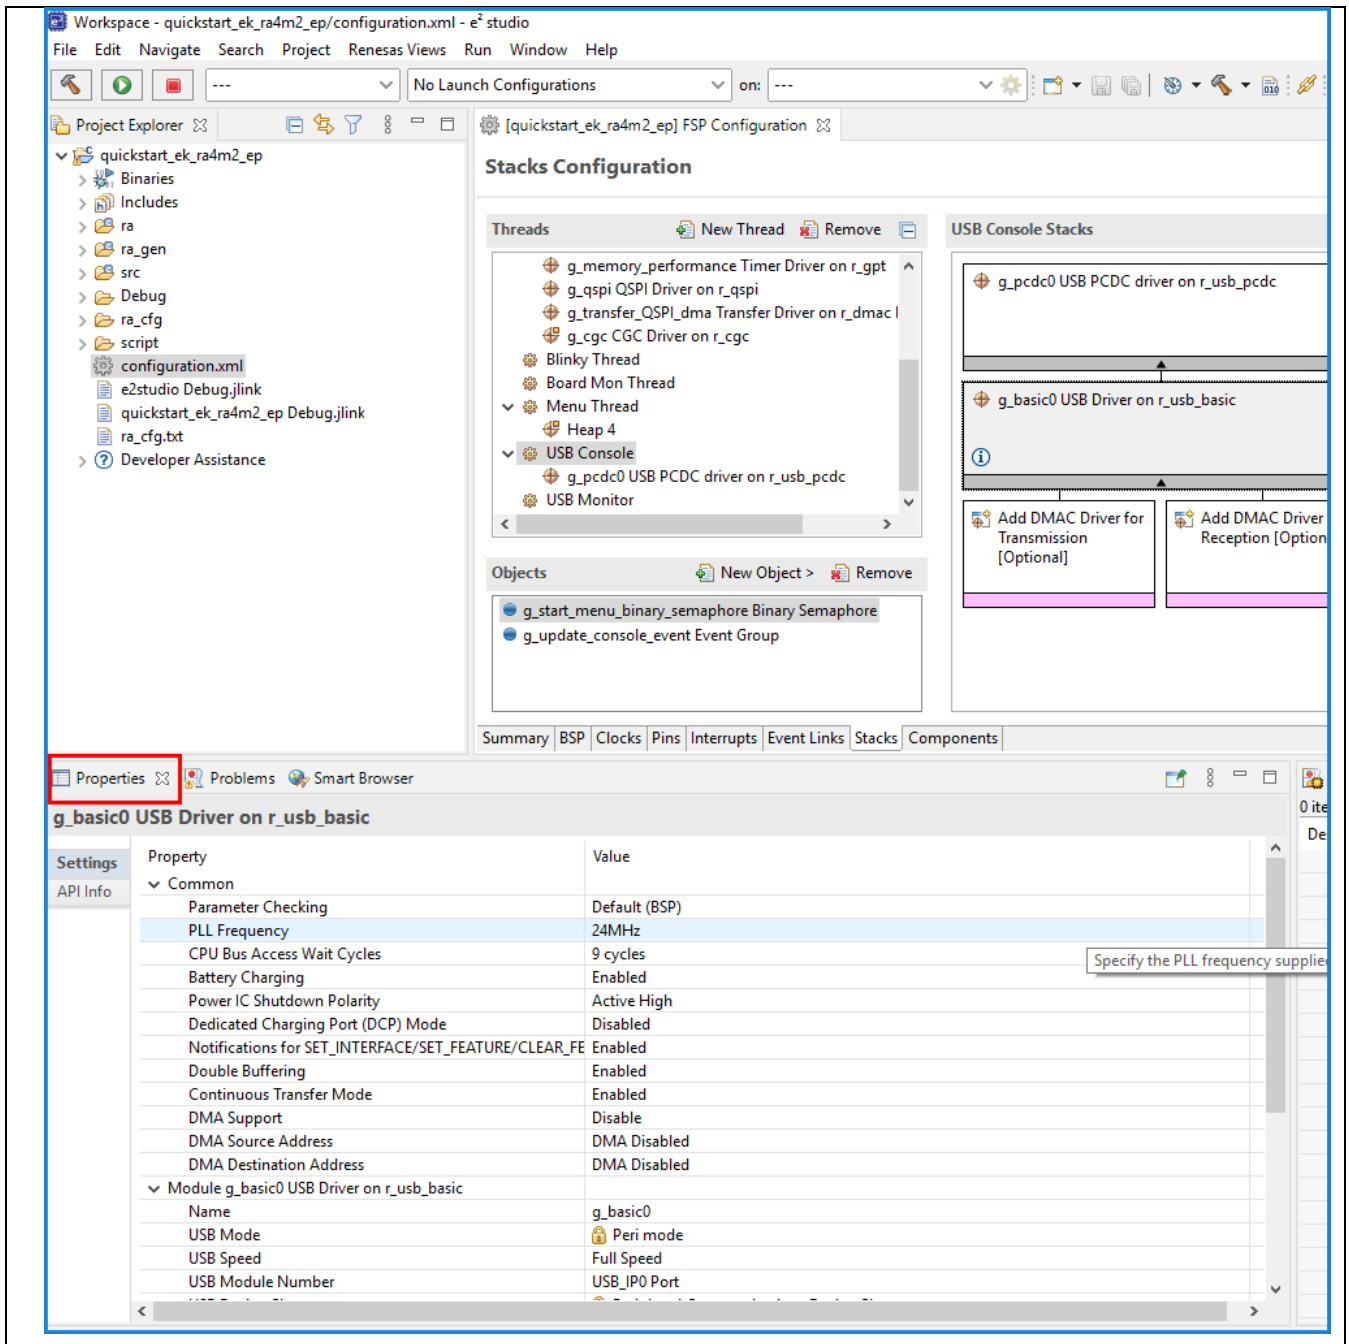 Workspace - quickstart_ek_ra4m2_ep/configuration.xml - e² studio
File Edit Navigate Search Project Renesas Views Run Window Help
--- No Launch Configurations on: ---
Project Explorer
quickstart_ek_ra4m2_ep
Binaries
Includes
ra
ra_gen
src
Debug
ra_cfg
script
configuration.xml
e2studio Debug.jlink
quickstart_ek_ra4m2_ep Debug.jlink
ra_cfg.txt
Developer Assistance
[quickstart_ek_ra4m2_ep] FSP Configuration
Stacks Configuration
Threads New Thread Remove
g_memory_performance Timer Driver on r_gpt
g_qspi QSPI Driver on r_qspi
g_transfer_QSPI_dma Transfer Driver on r_dmac
g_cgc CGC Driver on r_cgc
Blinky Thread
Board Mon Thread
Menu Thread
Heap 4
USB Console
g_pcdc0 USB PCDC driver on r_usb_pcdc
USB Monitor
Objects New Object > Remove
g_start_menu_binary_semaphore Binary Semaphore
g_update_console_event Event Group
USB Console Stacks
g_pcdc0 USB PCDC driver on r_usb_pcdc
g_basic0 USB Driver on r_usb_basic
Add DMAC Driver for
Transmission
[Optional]
Add DMAC Driver
Reception [Option
Summary BSP Clocks Pins Interrupts Event Links Stacks Components
Properties Problems Smart Browser
g_basic0 USB Driver on r_usb_basic
0 ite
De
Settings
API Info
Property Value
Common
Parameter Checking Default (BSP)
PLL Frequency 24MHz
CPU Bus Access Wait Cycles 9 cycles
Specify the PLL frequency supplie
Battery Charging Enabled
Power IC Shutdown Polarity Active High
Dedicated Charging Port (DCP) Mode Disabled
Notifications for SET_INTERFACE/SET_FEATURE/CLEAR_FE Enabled
Double Buffering Enabled
Continuous Transfer Mode Enabled
DMA Support Disable
DMA Source Address DMA Disabled
DMA Destination Address DMA Disabled
Module g_basic0 USB Driver on r_usb_basic
Name g_basic0
USB Mode Peri mode
USB Speed Full Speed
USB Module Number USB_IP0 Port